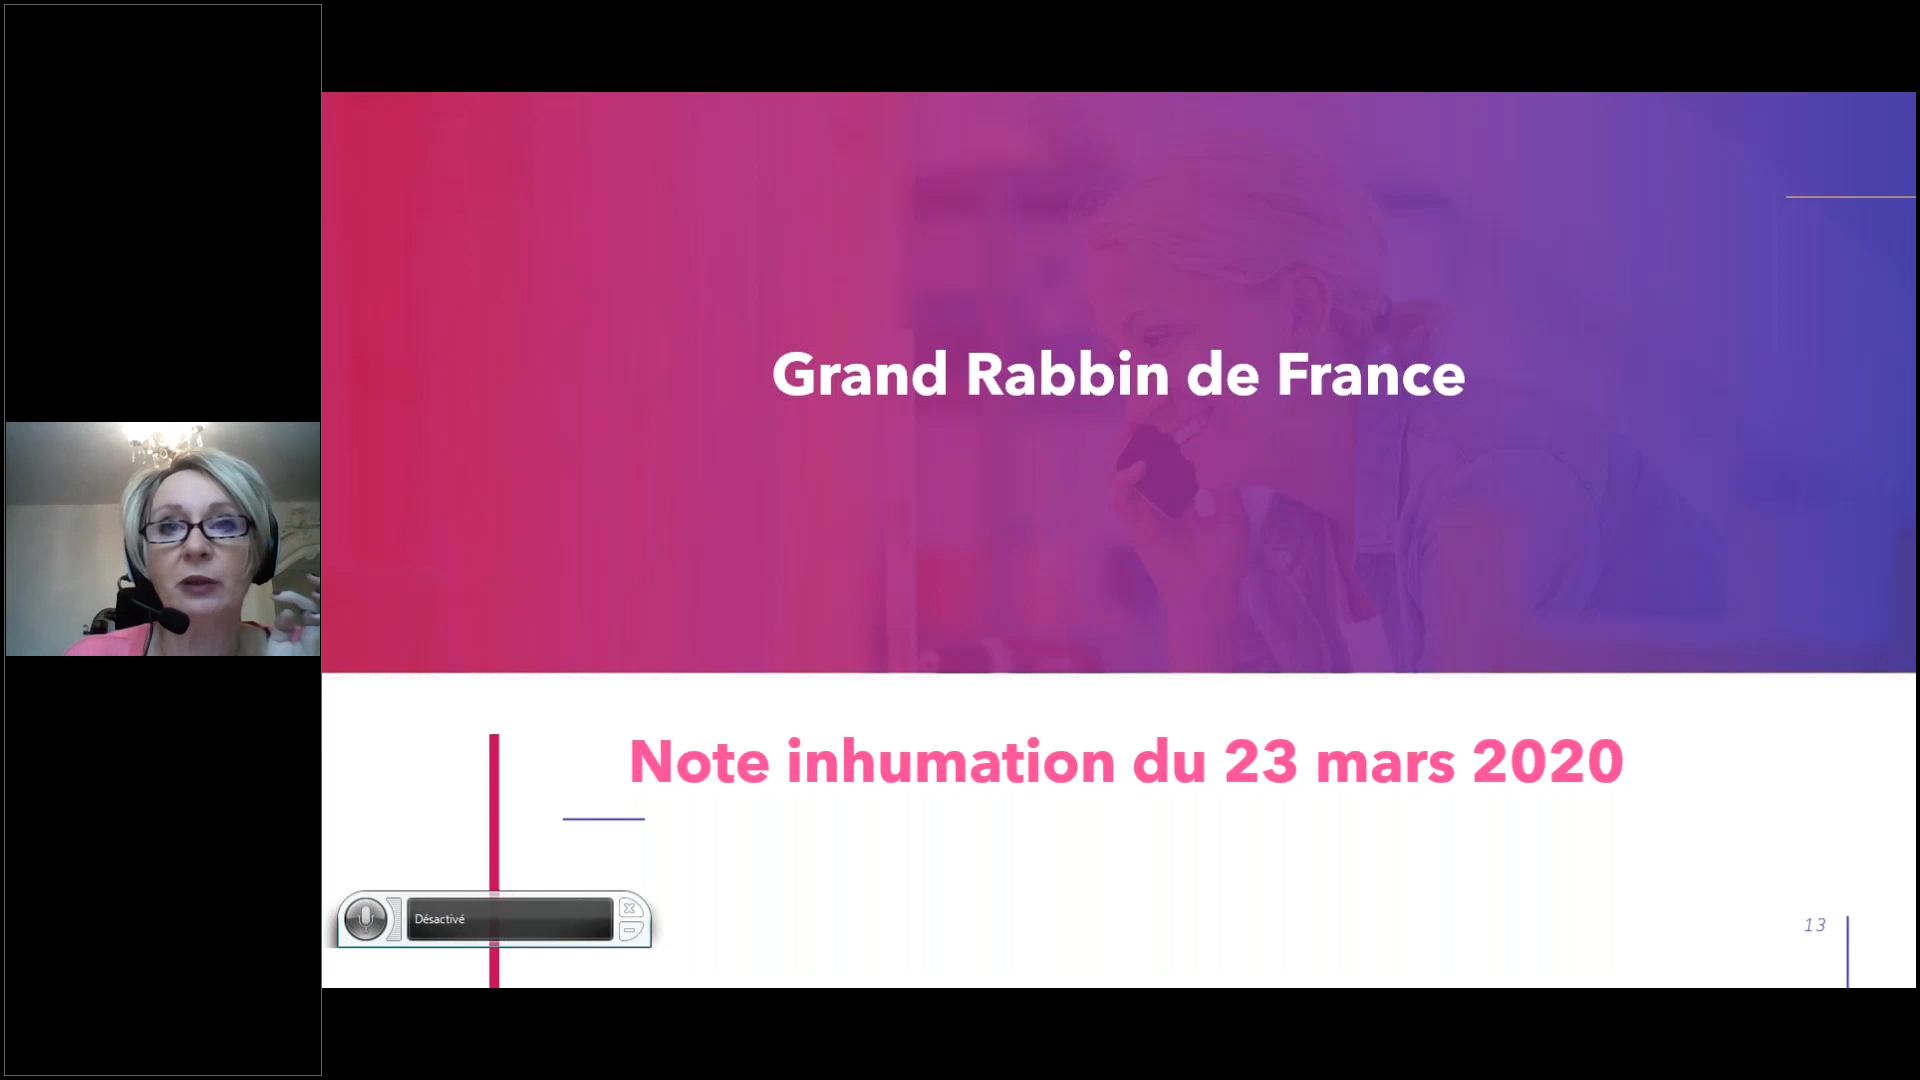 Grand Rabbin de France
Note inhumation du 23 mars 2020
Désactivé
13